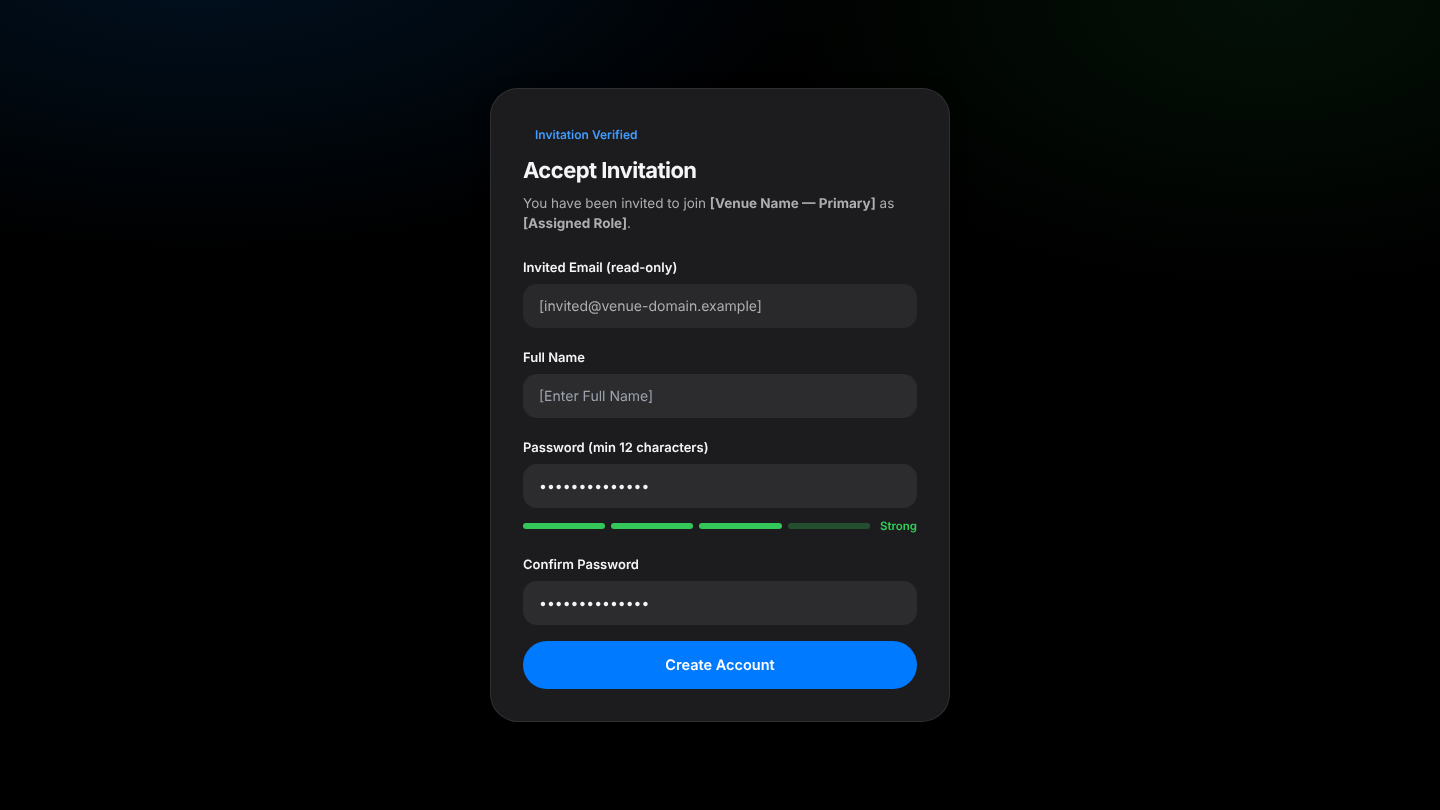 Invitation Verified
Accept Invitation
You have been invited to join [Venue Name — Primary] as
[Assigned Role].
Invited Email (read-only)
[invited@venue-domain.example]
Full Name
[Enter Full Name]
Password (min 12 characters)
••••••••••••••
Strong
Confirm Password
••••••••••••••
Create Account